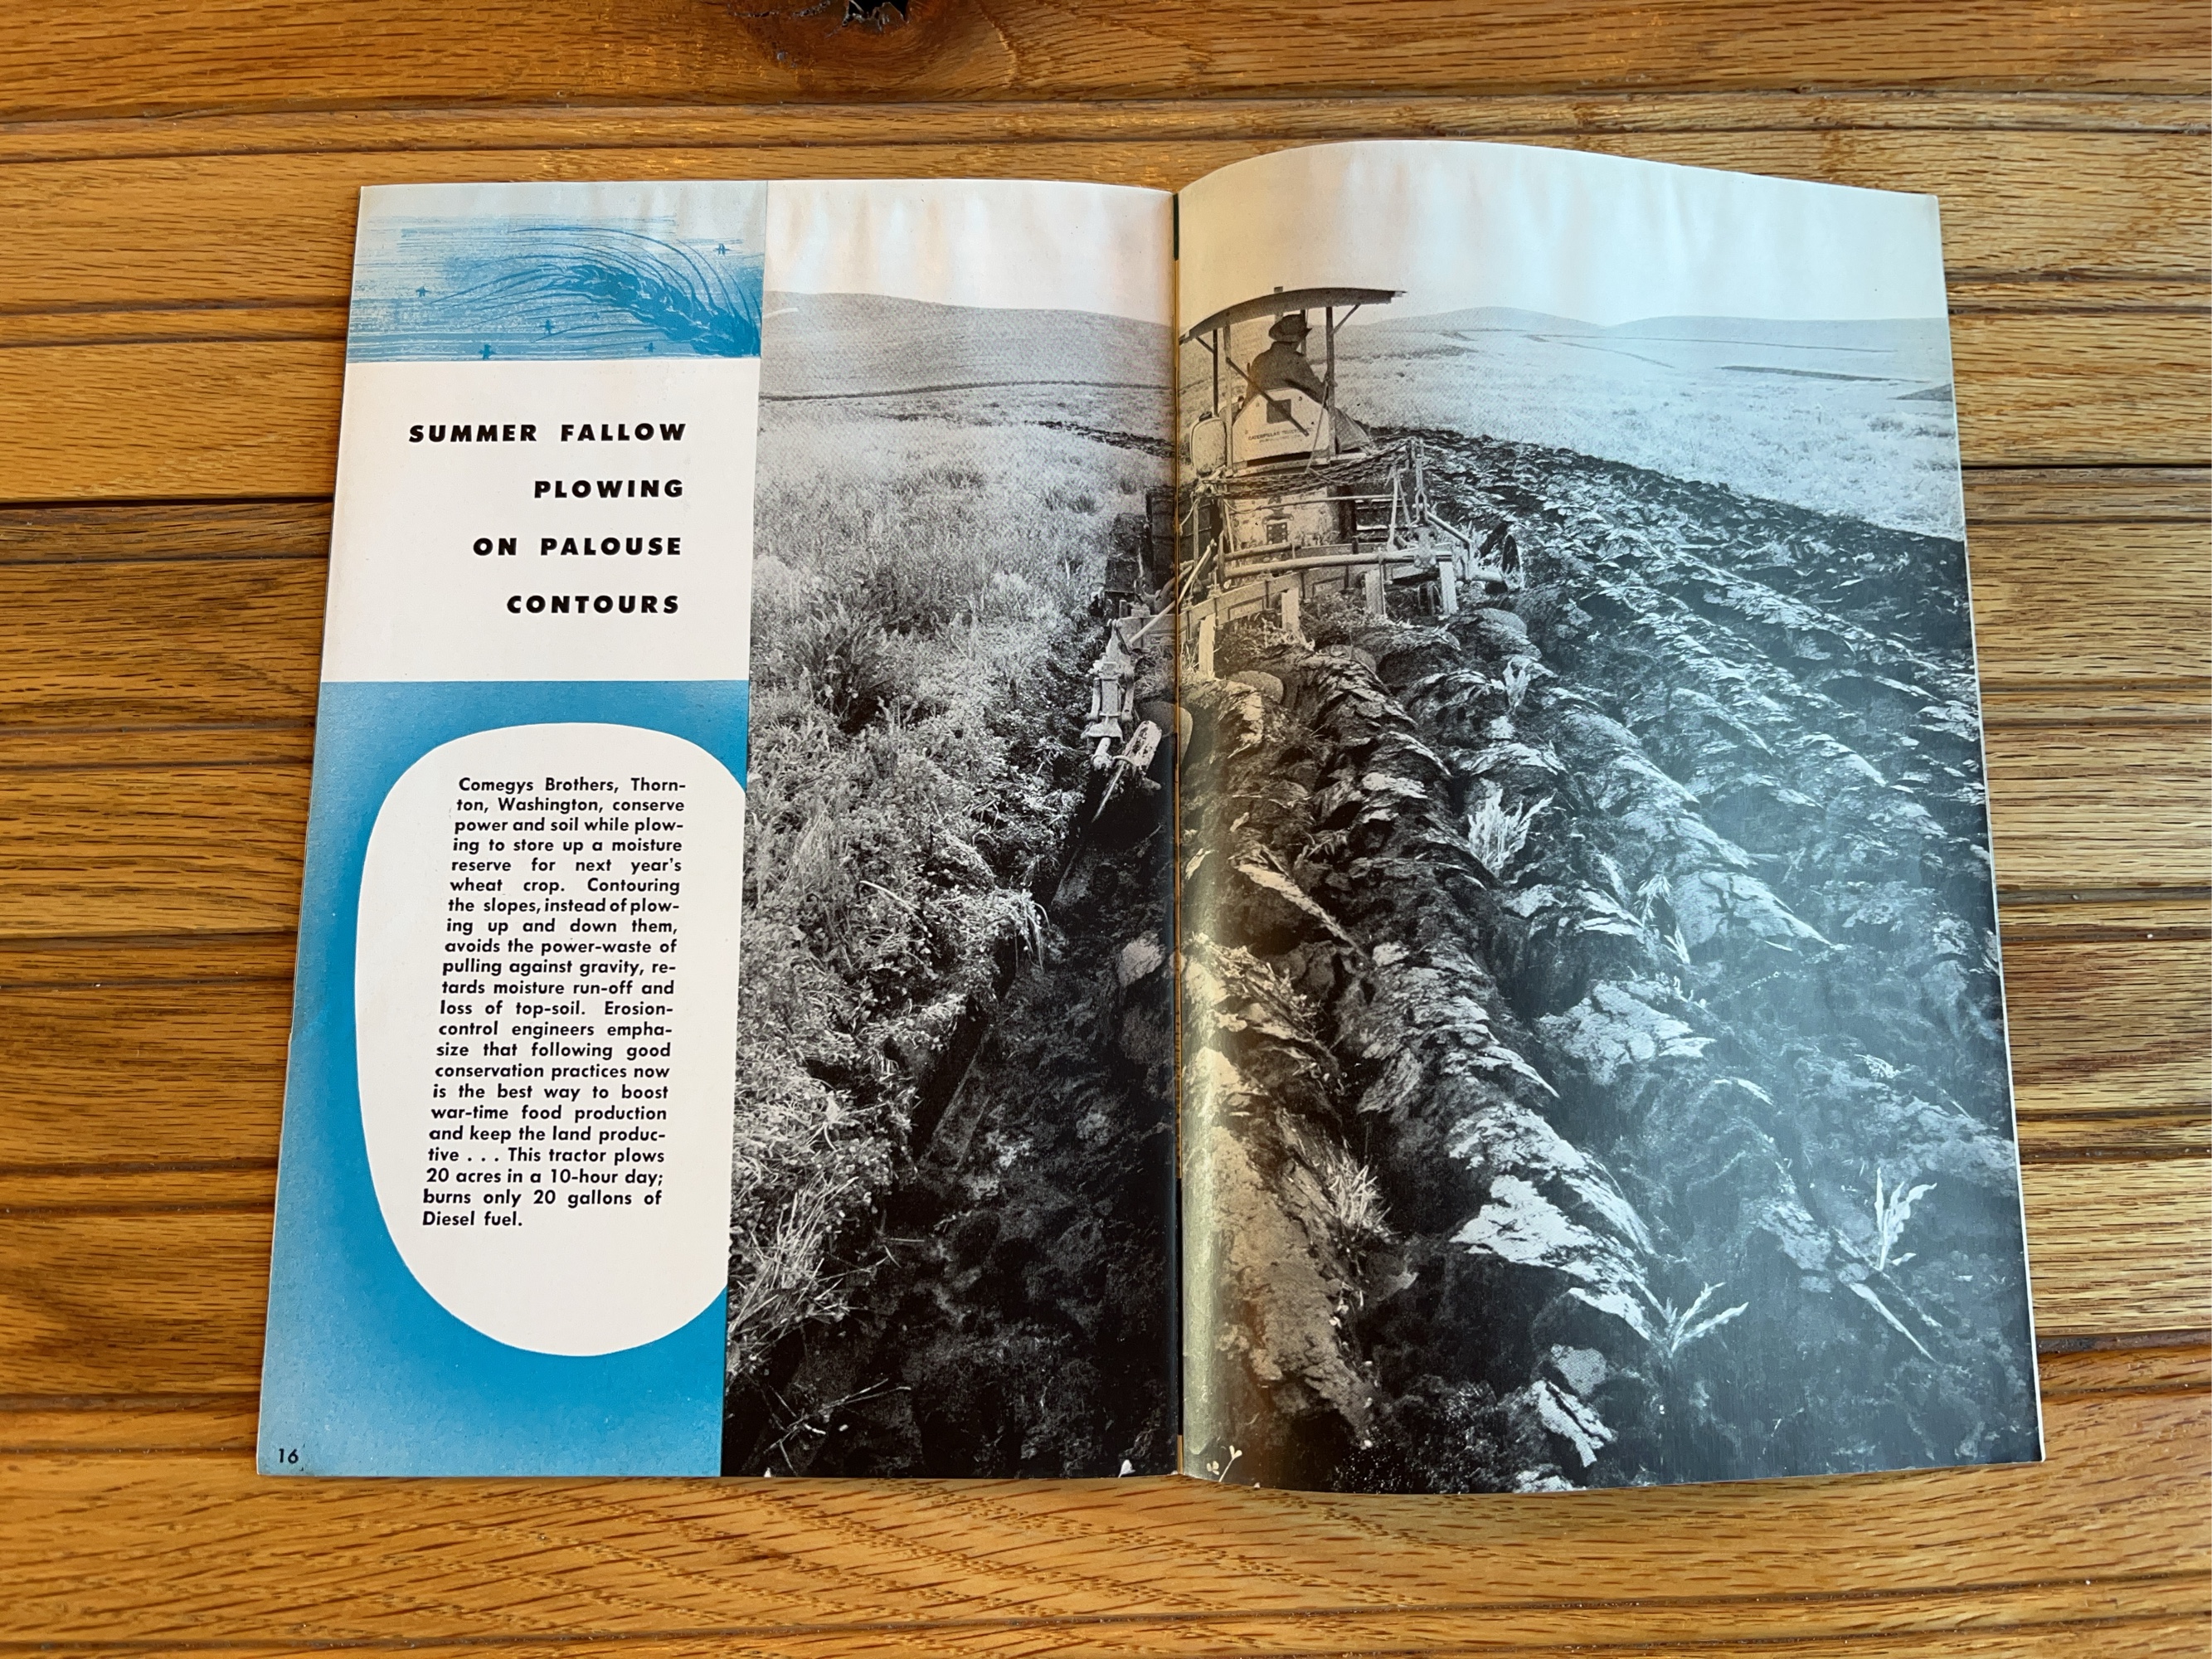 SUMMER FALLOW
PLOWING
ON PALOUSE
CONTOURS
Comegys Brothers, Thorn-
ton, Washington, conserve
power and soil while plow-
ing to store up a moisture
reserve for next year's
wheat crop. Contouring
the slopes, instead of plow-
ing up and down them,
avoids the power-waste of
pulling against gravity, re-
tards moisture run-off and
loss of top-soil. Erosion-
control engineers empha-
size that following good
conservation practices now
is the best way to boost
war-time food production
and keep the land produc-
tive . . . This tractor plows
20 acres in a 10-hour day;
burns only 20 gallons of
Diesel fuel.
16
CATERPILLAR